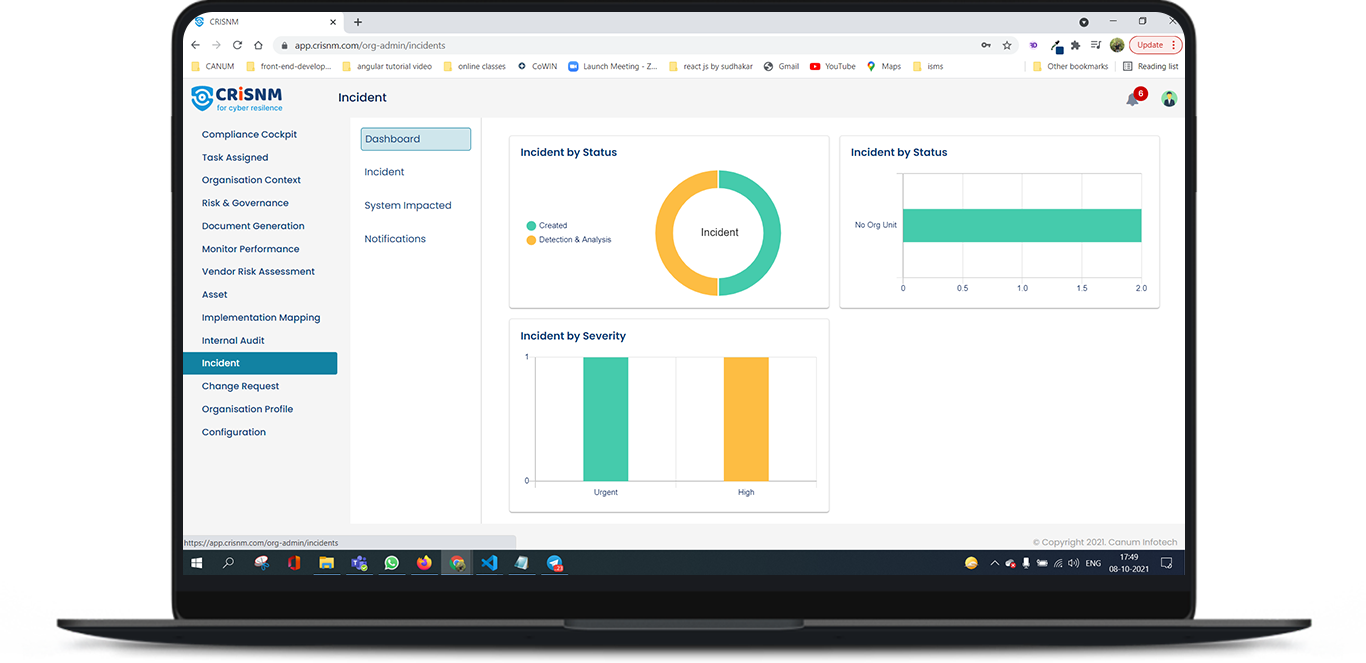 CRISNM
app.crisnm.com/org-admin/incidents
Update
CANUM
front-end-develop...
angular tutorial video
online classes
CoWIN
Launch Meeting - Z...
react js by sudhakar
Gmail
YouTube
Maps
isms
Other bookmarks
Reading list
CRiSNM
for cyber resilence
Incident
6
Compliance Cockpit
Task Assigned
Organisation Context
Risk & Governance
Document Generation
Monitor Performance
Vendor Risk Assessment
Asset
Implementation Mapping
Internal Audit
Incident
Change Request
Organisation Profile
Configuration
Dashboard
Incident
System Impacted
Notifications
Incident by Status
Created
Detection & Analysis
Incident
Incident by Status
No Org Unit
0 0.5 1.0 1.5 2.0
Incident by Severity
1
0
Urgent High
https://app.crisnm.com/org-admin/incidents
© Copyright 2021. Canum Infotech
ENG
17:49
08-10-2021